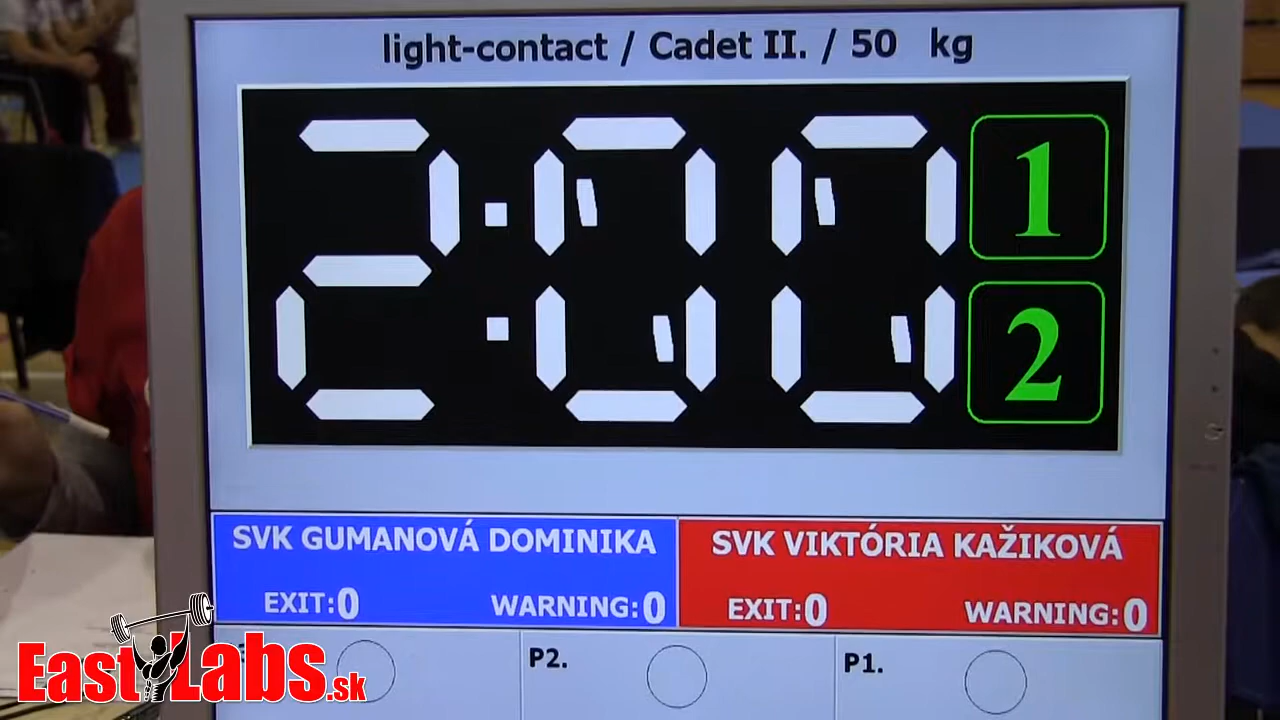 light-contact / Cadet II. / 50 kg
2:00
1
2
SVK GUMANOVÁ DOMINIKA
EXIT:0 WARNING:0
SVK VIKTÓRIA KAŽIKOVÁ
EXIT:0 WARNING:0
P2.
P1.
EastLabs.sk